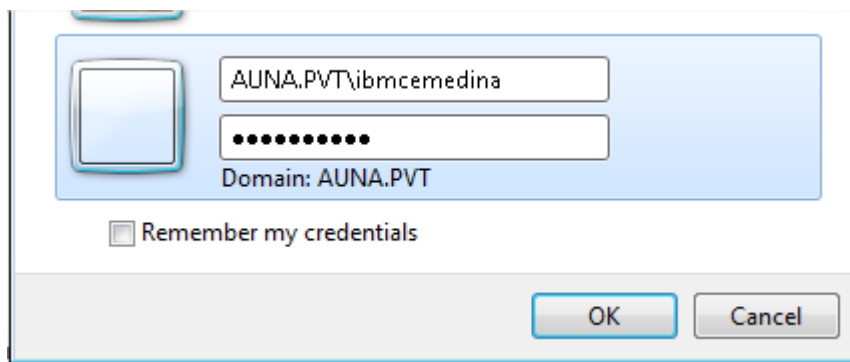 AUNA.PVT\ibmcemedina
●●●●●●●●●●
Domain: AUNA.PVT
Remember my credentials
OK
Cancel